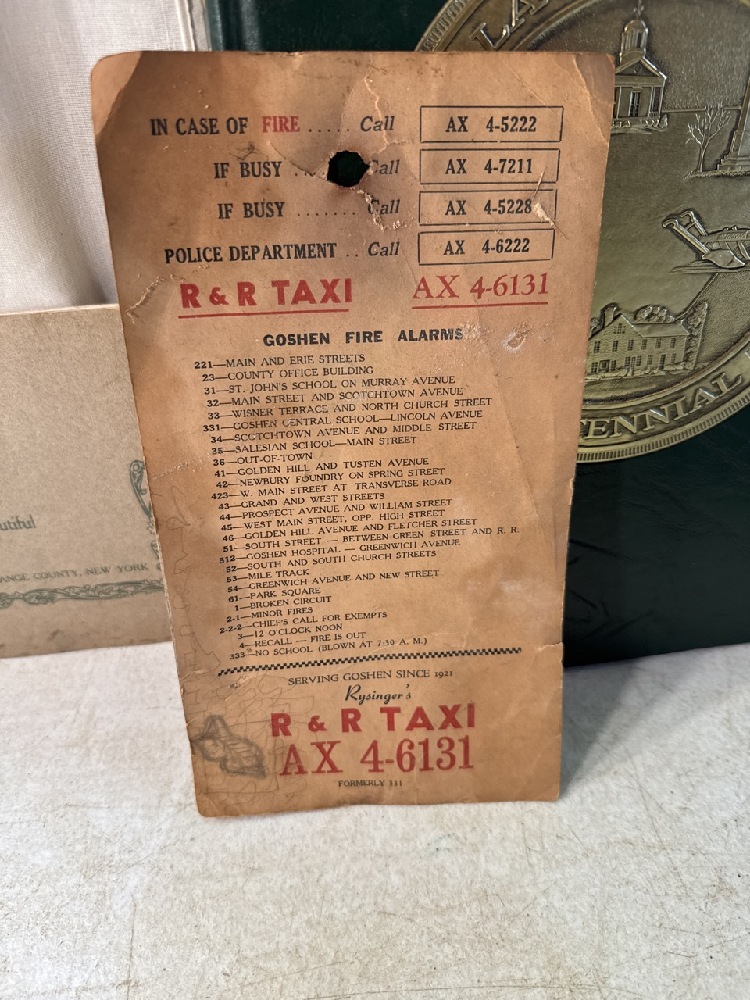 IN CASE OF FIRE ..... Call AX 4-5222
IF BUSY ... Call AX 4-7211
IF BUSY ....... Call AX 4-5228
POLICE DEPARTMENT .. Call AX 4-6222
R & R TAXI AX 4-6131
GOSHEN FIRE ALARMS
221—MAIN AND ERIE STREETS
23—COUNTY OFFICE BUILDING
31—ST. JOHN'S SCHOOL ON MURRAY AVENUE
32—MAIN STREET AND SCOTCHTOWN AVENUE
33—WISNER TERRACE AND NORTH CHURCH STREET
331—GOSHEN CENTRAL SCHOOL—LINCOLN AVENUE
34—SCOTCHTOWN AVENUE AND MIDDLE STREET
35—SALESIAN SCHOOL—MAIN STREET
36—OUT-OF-TOWN
41—GOLDEN HILL AND TUSTEN AVENUE
42—NEWBURY FOUNDRY ON SPRING STREET
423—W. MAIN STREET AT TRANSVERSE ROAD
43—GRAND AND WEST STREETS
44—PROSPECT AVENUE AND WILLIAM STREET
45—WEST MAIN STREET, OPP. HIGH STREET
46—GOLDEN HILL AVENUE AND FLETCHER STREET
51—SOUTH STREET — BETWEEN GREEN STREET AND R. R.
512—GOSHEN HOSPITAL — GREENWICH AVENUE
52—SOUTH AND SOUTH CHURCH STREETS
53—MILE TRACK
54—GREENWICH AVENUE AND NEW STREET
61—PARK SQUARE
1—BROKEN CIRCUIT
2-1—MINOR FIRES
2-2-2—CHIEF'S CALL FOR EXEMPTS
3—12 O'CLOCK NOON
4—RECALL — FIRE IS OUT
333—NO SCHOOL (BLOWN AT 7:30 A. M.)
SERVING GOSHEN SINCE 1921
Rysinger's
R & R TAXI
AX 4-6131
FORMERLY 111
COUNTY, NEW YORK
ENNIAL